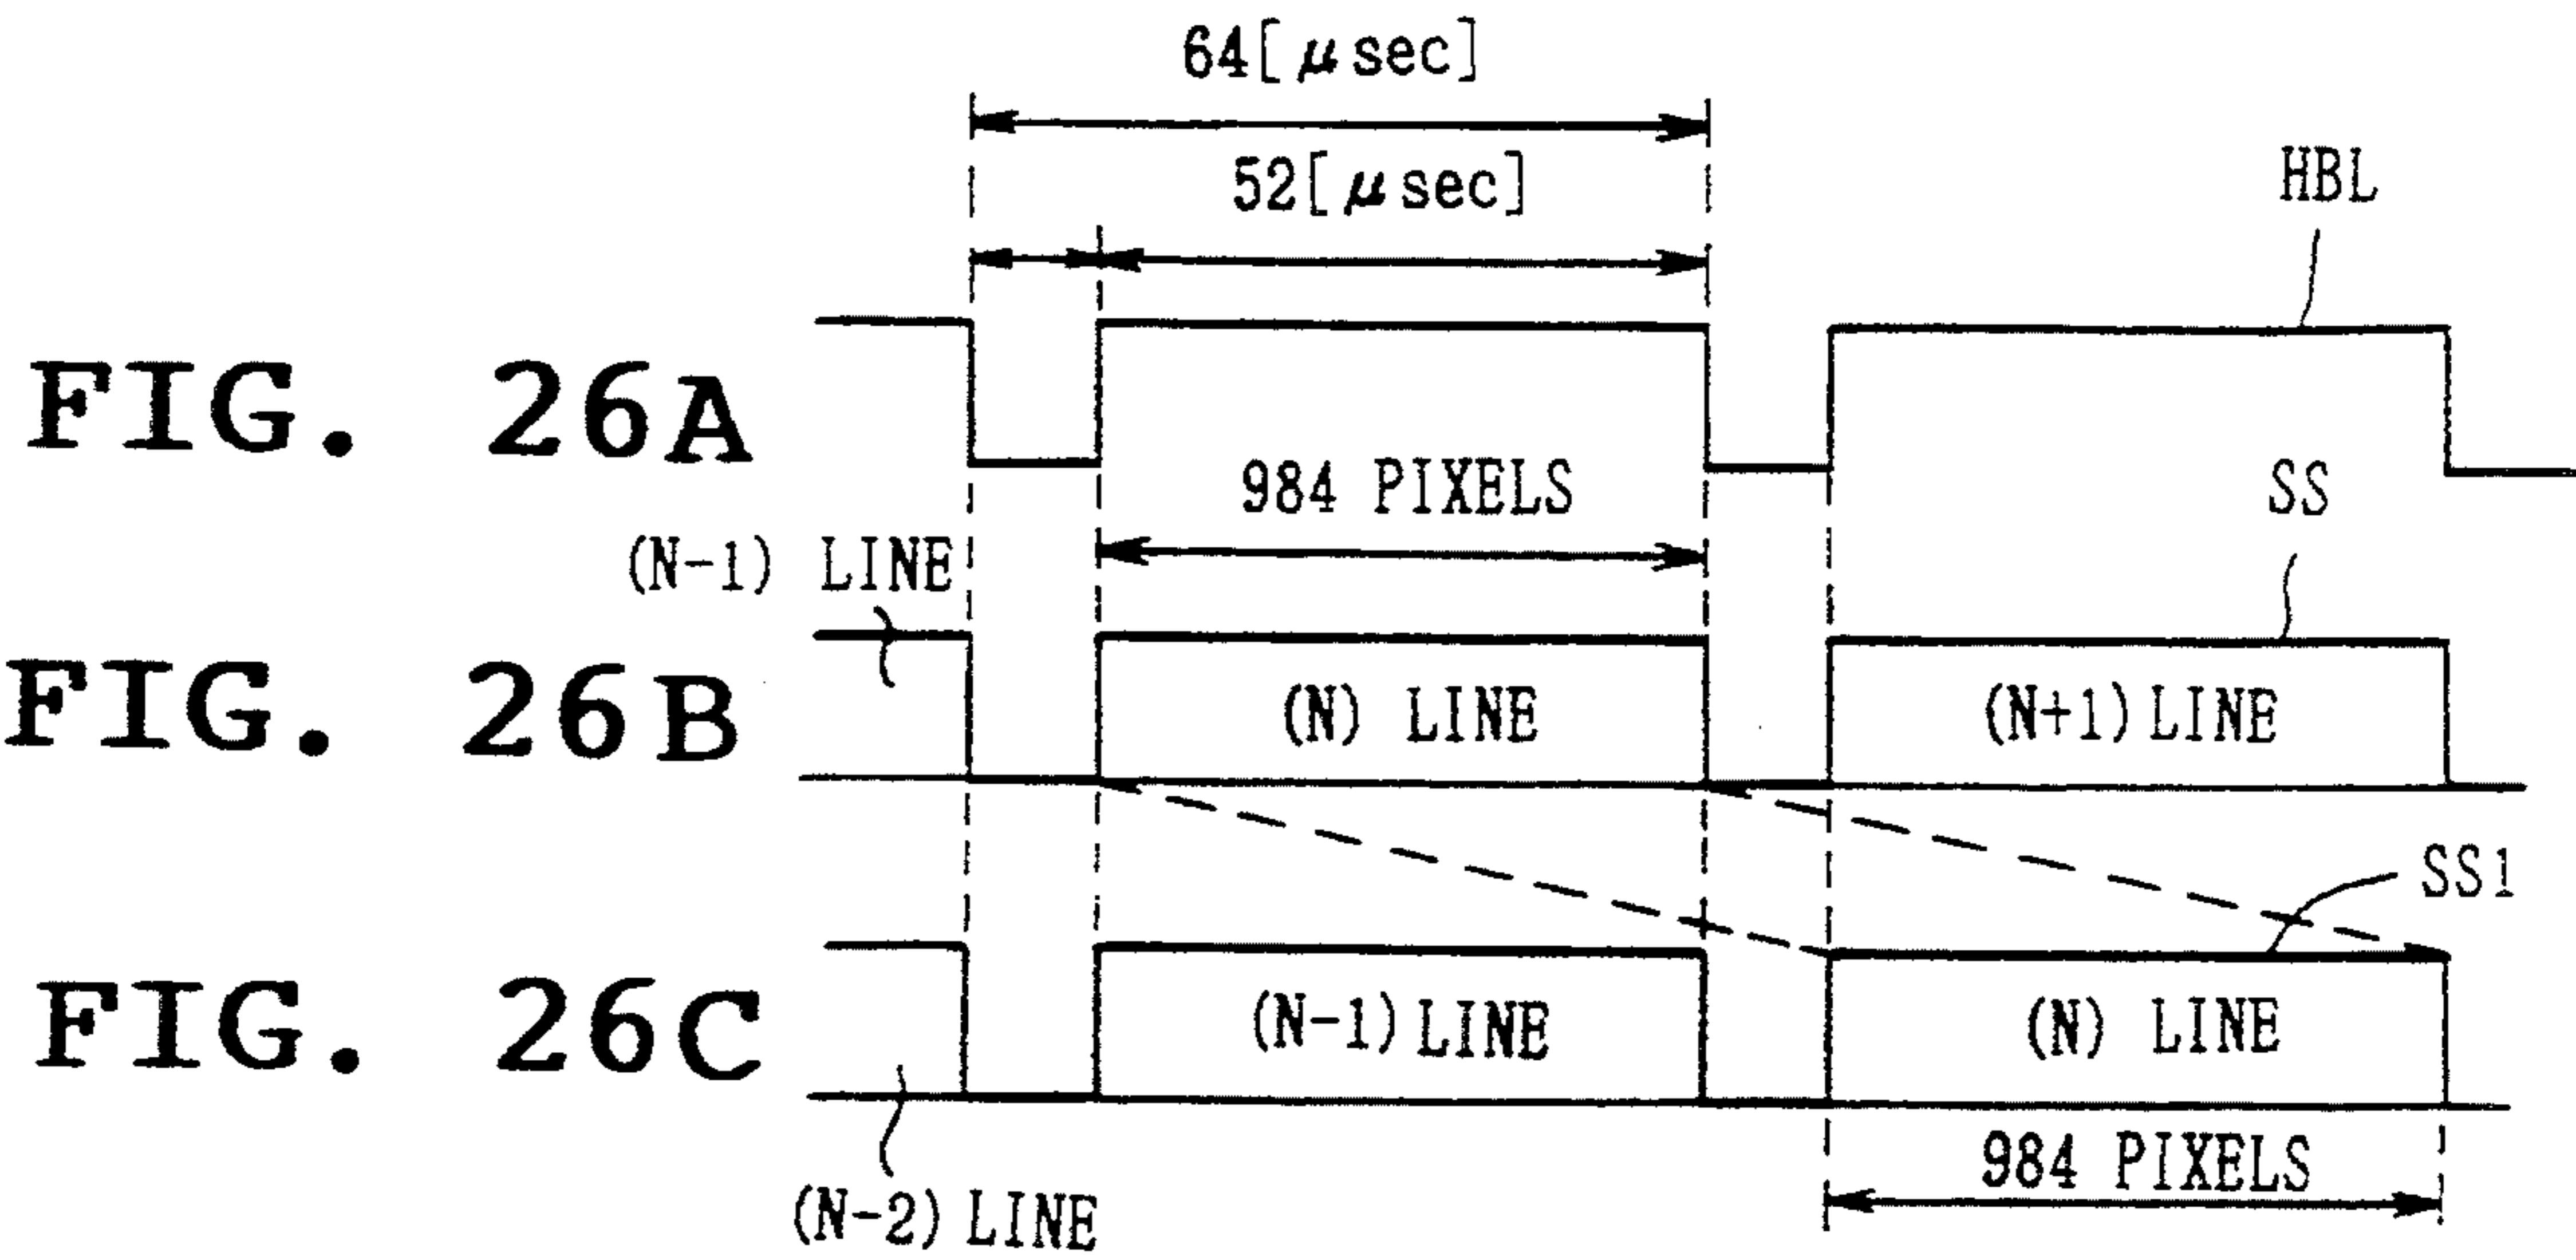 64[μsec]
52[μsec]
HBL
FIG. 26A
984 PIXELS
SS
(N-1) LINE
FIG. 26B
(N) LINE
(N+1) LINE
SS1
FIG. 26C
(N-1) LINE
(N) LINE
984 PIXELS
(N-2) LINE